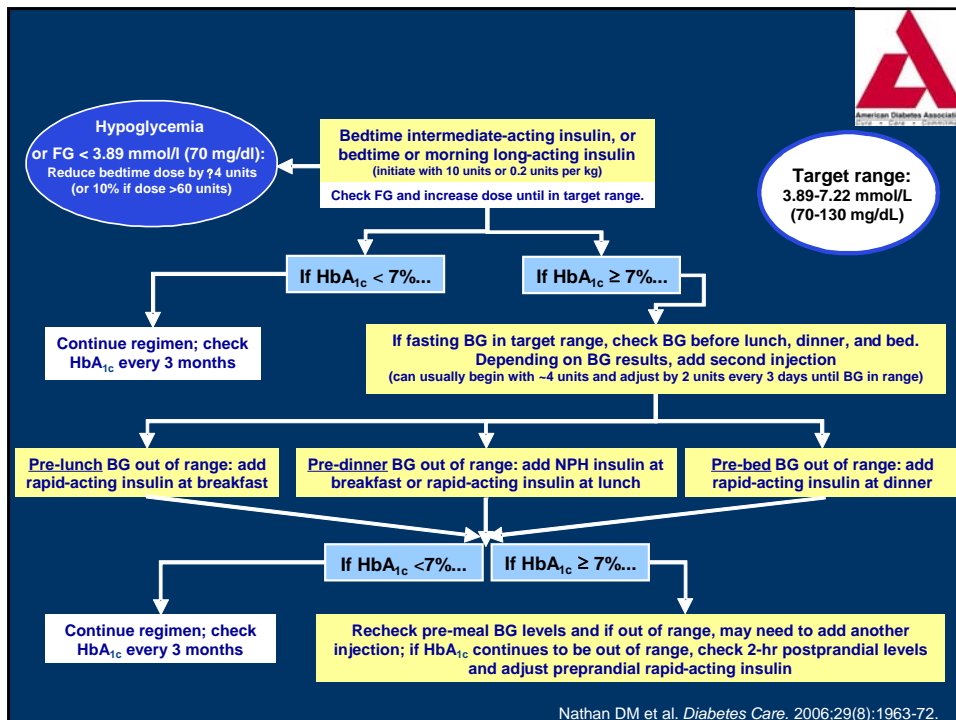 American Diabetes Associat
Cure • Care • Commitme
Hypoglycemia
or FG < 3.89 mmol/l (70 mg/dl):
Reduce bedtime dose by ?4 units
(or 10% if dose >60 units)
Bedtime intermediate-acting insulin, or
bedtime or morning long-acting insulin
(initiate with 10 units or 0.2 units per kg)
Check FG and increase dose until in target range.
Target range:
3.89-7.22 mmol/L
(70-130 mg/dL)
If HbA1c < 7%...
If HbA1c ≥ 7%...
Continue regimen; check
HbA1c every 3 months
If fasting BG in target range, check BG before lunch, dinner, and bed.
Depending on BG results, add second injection
(can usually begin with ~4 units and adjust by 2 units every 3 days until BG in range)
Pre-lunch BG out of range: add
rapid-acting insulin at breakfast
Pre-dinner BG out of range: add NPH insulin at
breakfast or rapid-acting insulin at lunch
Pre-bed BG out of range: add
rapid-acting insulin at dinner
If HbA1c <7%...
If HbA1c ≥ 7%...
Continue regimen; check
HbA1c every 3 months
Recheck pre-meal BG levels and if out of range, may need to add another
injection; if HbA1c continues to be out of range, check 2-hr postprandial levels
and adjust preprandial rapid-acting insulin
Nathan DM et al. Diabetes Care. 2006;29(8):1963-72.